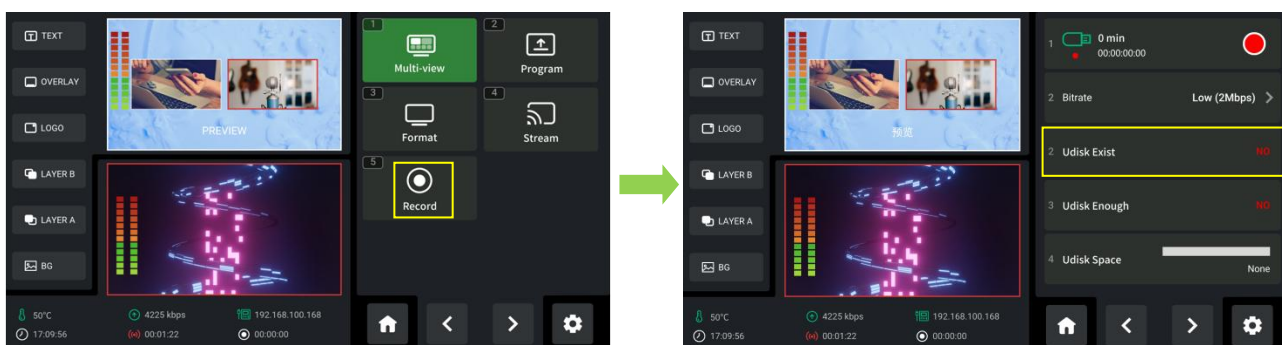 TEXT
OVERLAY
LOGO
LAYER B
LAYER A
BG
PREVIEW
1
Multi-view
2
Program
3
Format
4
Stream
5
Record
50°C
4225 kbps
192.168.100.168
17:09:56
00:01:22
00:00:00
TEXT
OVERLAY
LOGO
LAYER B
LAYER A
BG
预览
1
0 min
00:00:00:00
2 Bitrate Low (2Mbps)
2 Udisk Exist NO
3 Udisk Enough NO
4 Udisk Space
None
50°C
4225 kbps
192.168.100.168
17:09:56
00:01:22
00:00:00